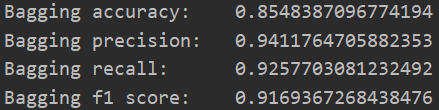 Bagging accuracy:    0.8548387096774194
Bagging precision:   0.9411764705882353
Bagging recall:      0.9257703081232492
Bagging f1 score:    0.9169367268438476